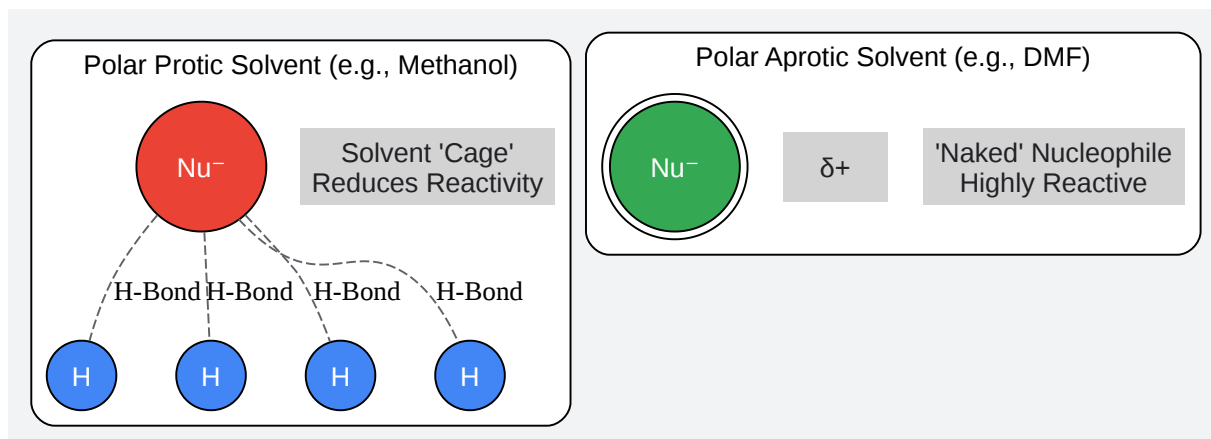 Polar Protic Solvent (e.g., Methanol)
Nu⁻
Solvent 'Cage'
Reduces Reactivity
H-Bond H-Bond H-Bond H-Bond
H H H H
Polar Aprotic Solvent (e.g., DMF)
Nu⁻
δ+
'Naked' Nucleophile
Highly Reactive